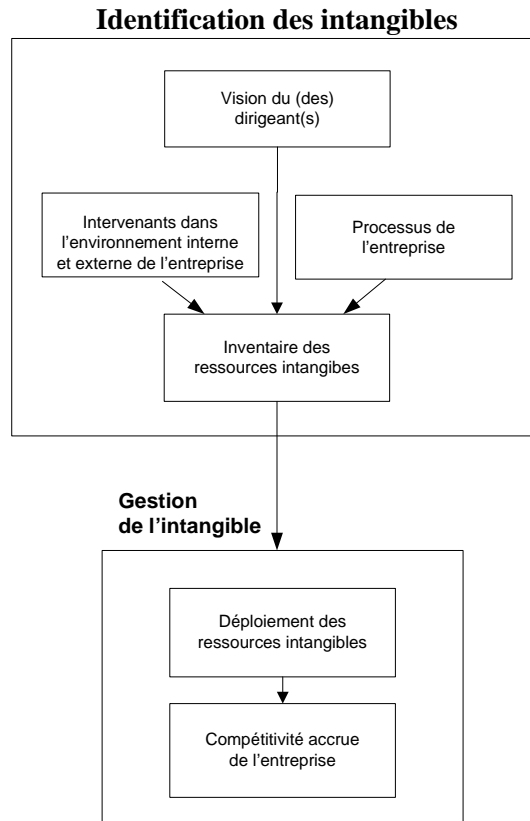 Identification des intangibles
Vision du (des)
dirigeant(s)
Intervenants dans
l'environnement interne
et externe de l'entreprise
Processus de
l'entreprise
Inventaire des
ressources intangibes
Gestion
de l'intangible
Déploiement des
ressources intangibles
Compétitivité accrue
de l'entreprise